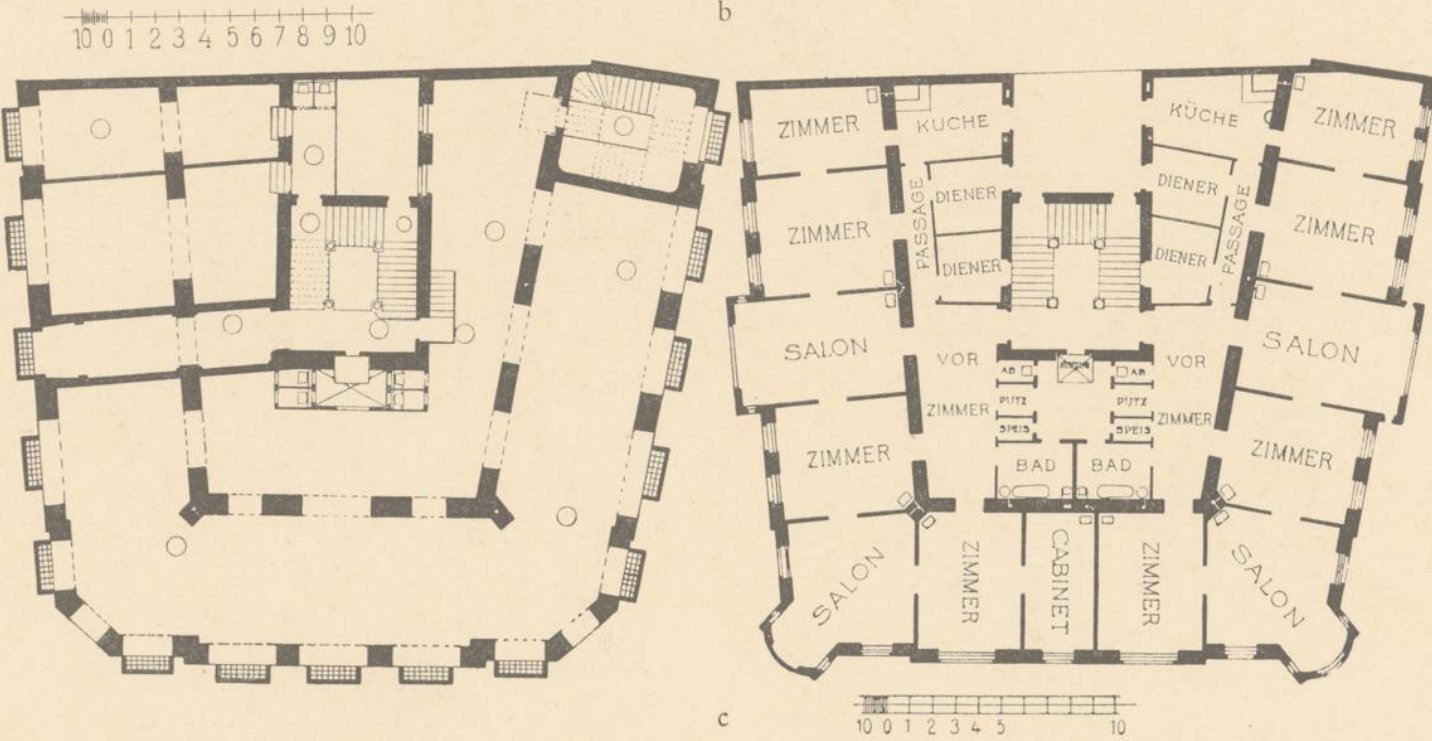 b
10 0 1 2 3 4 5 6 7 8 9 10
ZIMMER
KÜCHE
KÜCHE
ZIMMER
ZIMMER
PASSAGE
DIENER
DIENER
DIENER
DIENER
PASSAGE
ZIMMER
SALON
VOR
ZIMMER
AB
PUTZ
SPEIS
BAD
AB
PUTZ
SPEIS
BAD
VOR
ZIMMER
SALON
ZIMMER
ZIMMER
SALON
ZIMMER
CABINET
ZIMMER
SALON
c
10 0 1 2 3 4 5 10